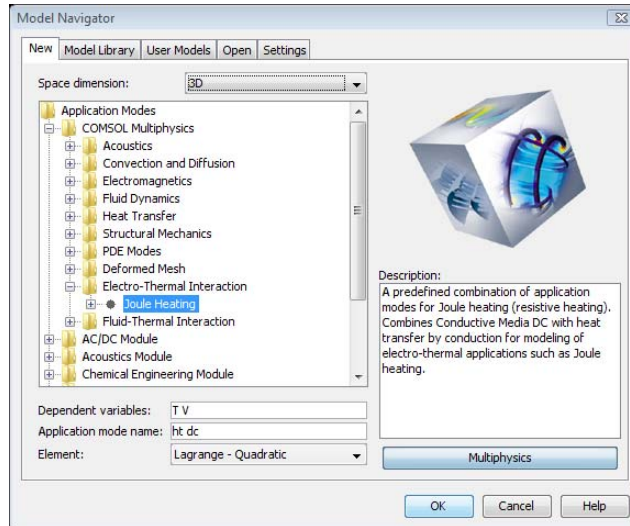 Model Navigator
New Model Library User Models Open Settings
Space dimension: 3D
Application Modes
COMSOL Multiphysics
Acoustics
Convection and Diffusion
Electromagnetics
Fluid Dynamics
Heat Transfer
Structural Mechanics
PDE Modes
Deformed Mesh
Electro-Thermal Interaction
Joule Heating
Fluid-Thermal Interaction
AC/DC Module
Acoustics Module
Chemical Engineering Module
Dependent variables: T V
Application mode name: ht dc
Element: Lagrange - Quadratic
Description:
A predefined combination of application
modes for Joule heating (resistive heating).
Combines Conductive Media DC with heat
transfer by conduction for modeling of
electro-thermal applications such as Joule
heating.
Multiphysics
OK Cancel Help